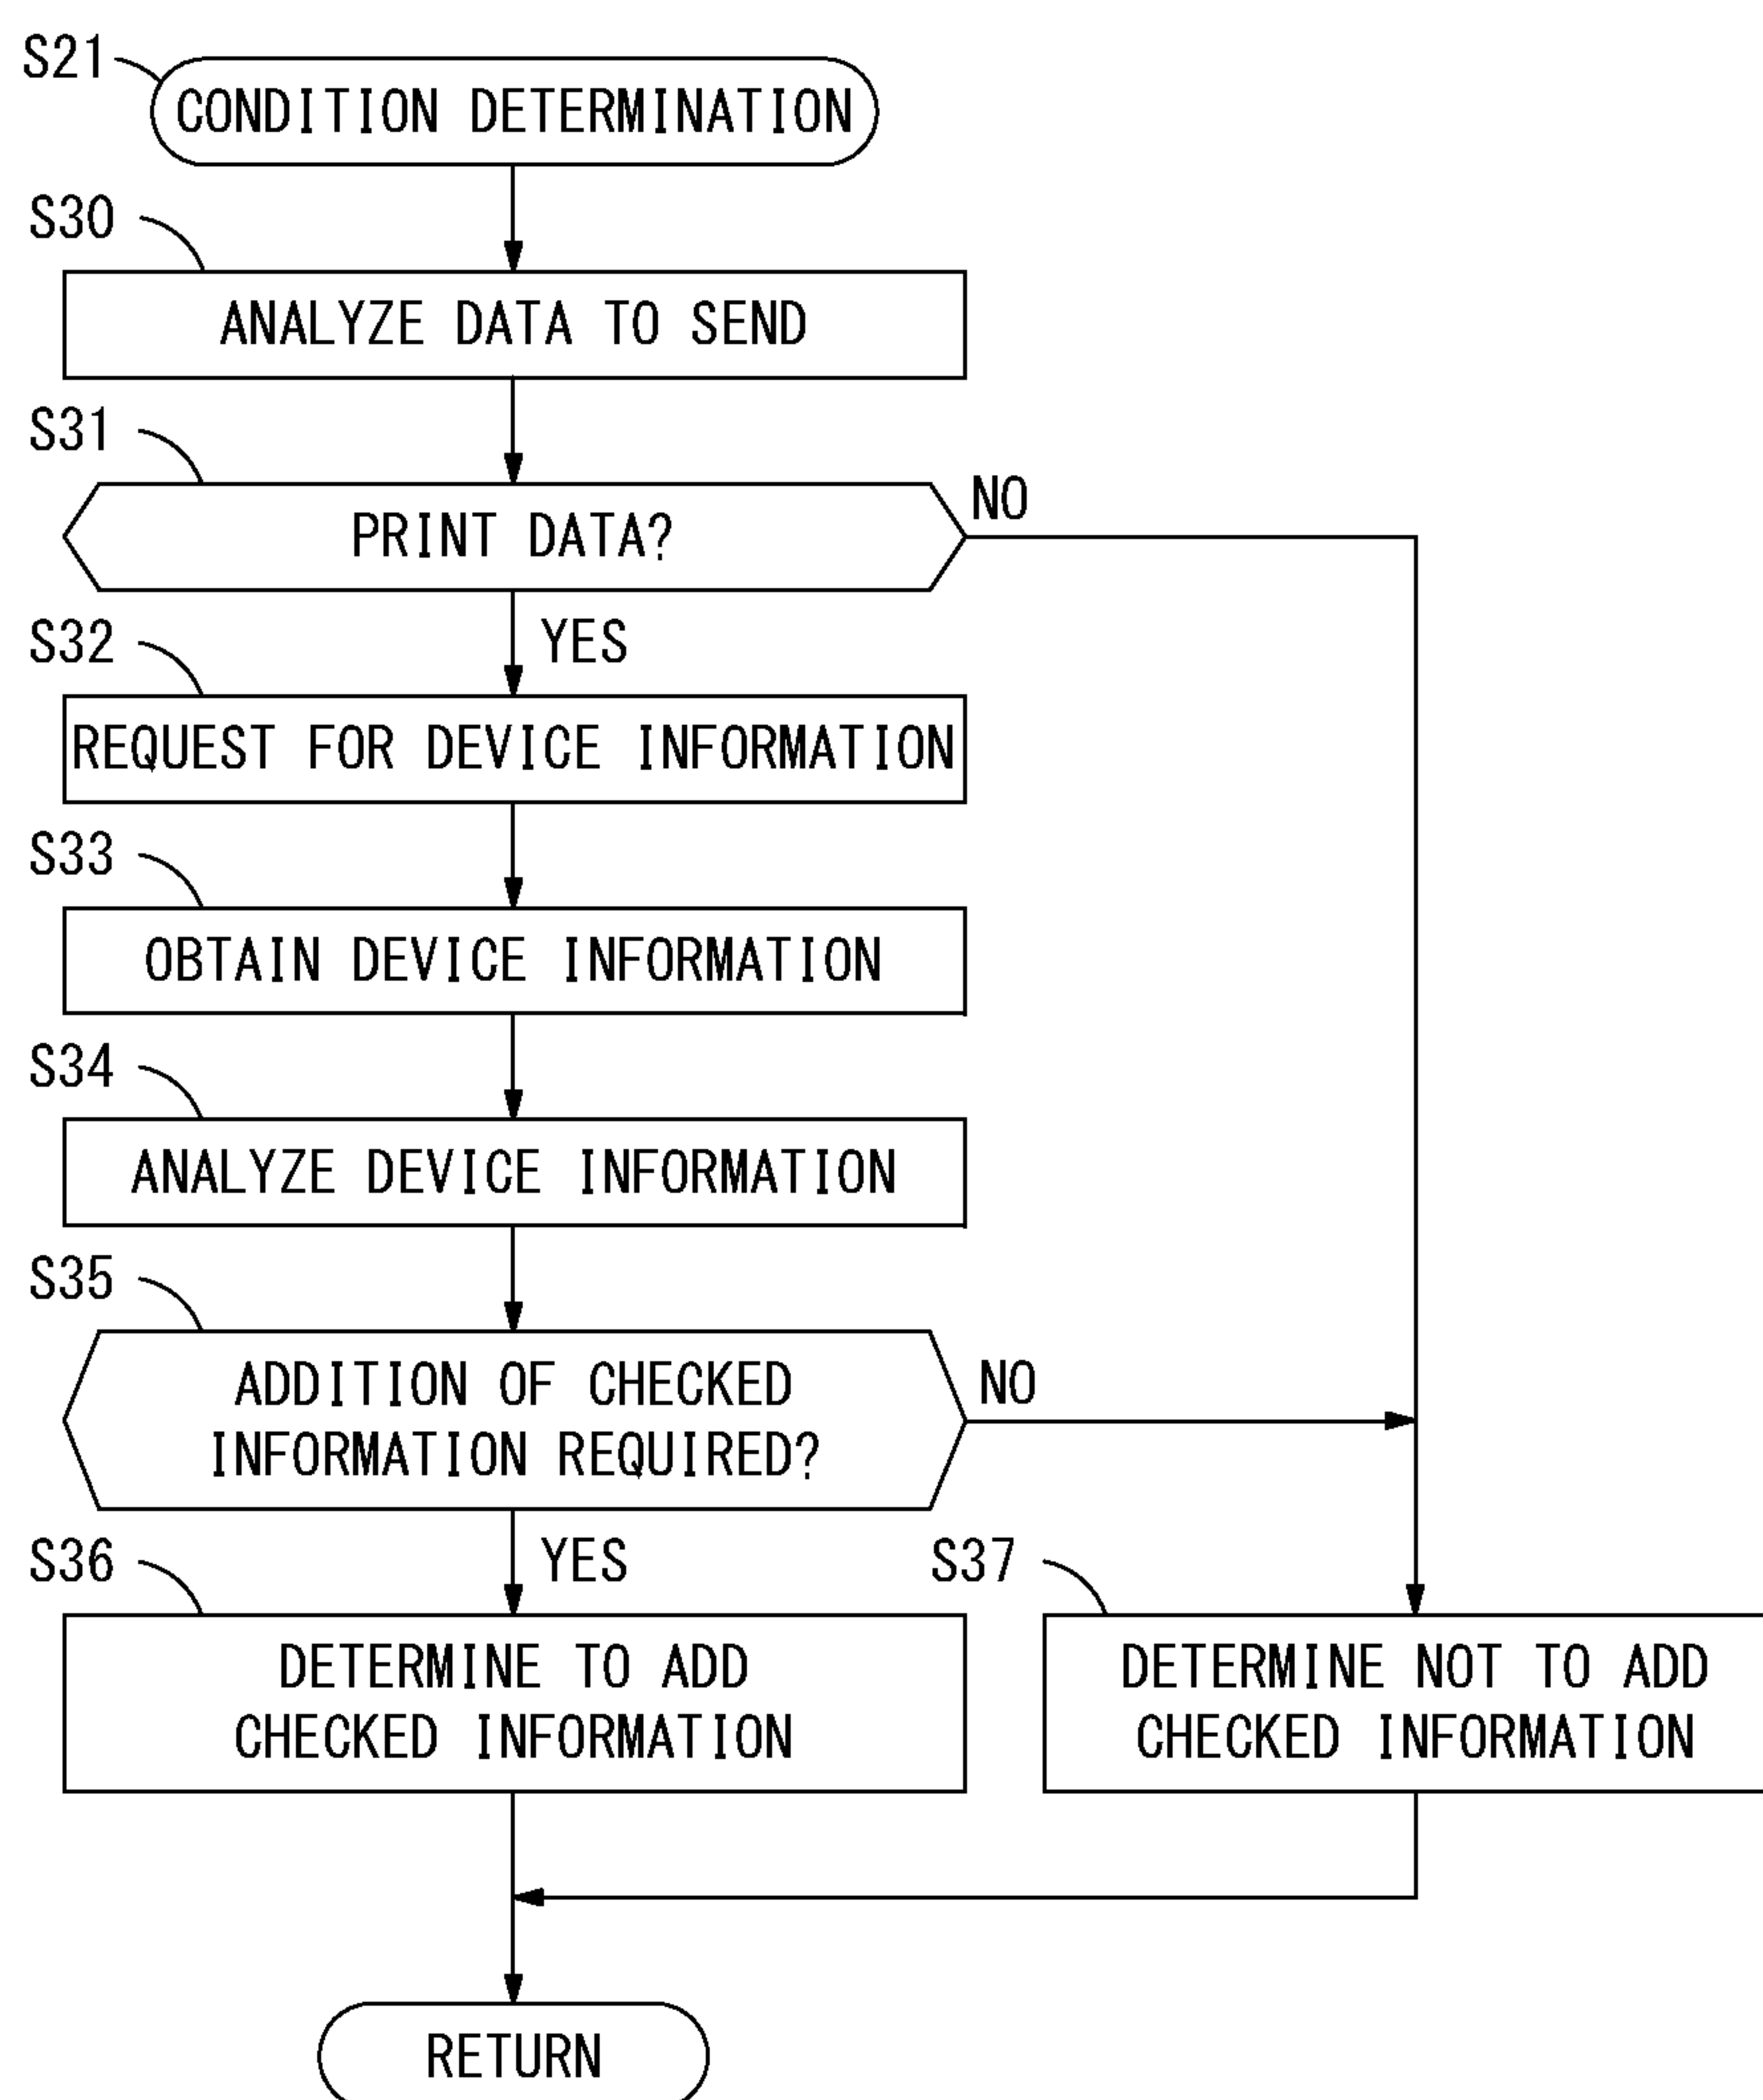 S21
CONDITION DETERMINATION
S30
ANALYZE DATA TO SEND
S31
PRINT DATA?
NO
YES
S32
REQUEST FOR DEVICE INFORMATION
S33
OBTAIN DEVICE INFORMATION
S34
ANALYZE DEVICE INFORMATION
S35
ADDITION OF CHECKED
INFORMATION REQUIRED?
NO
YES
S36
DETERMINE TO ADD
CHECKED INFORMATION
S37
DETERMINE NOT TO ADD
CHECKED INFORMATION
RETURN